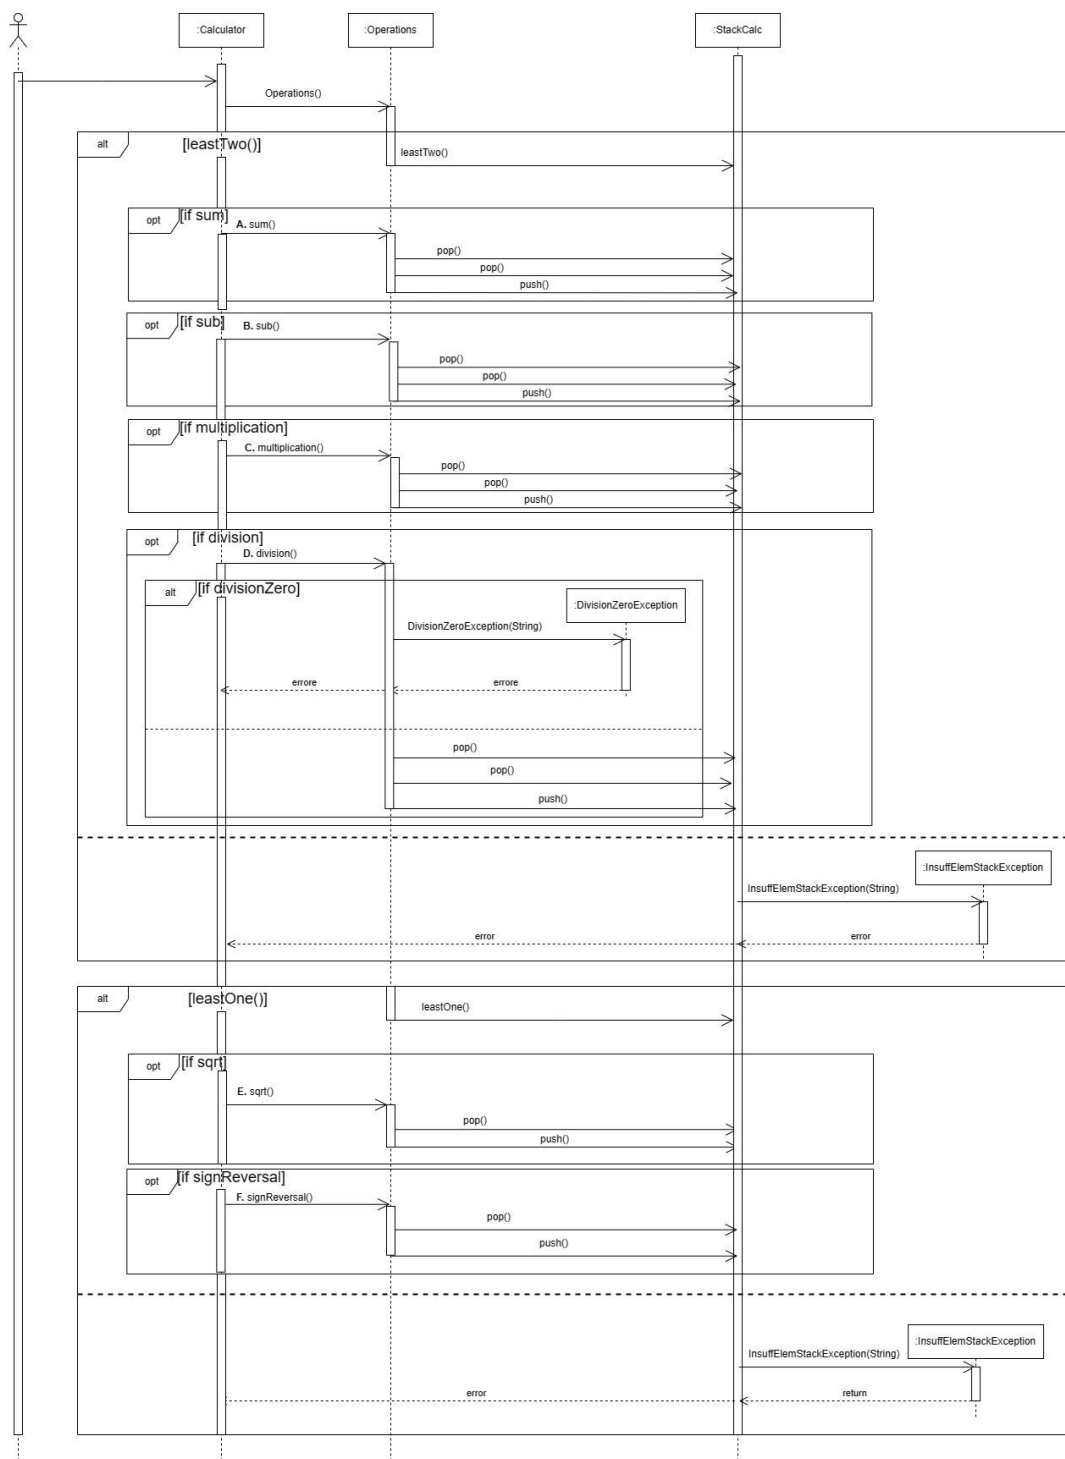 :Calculator
:Operations
:StackCalc
Operations()
alt
[leastTwo()]
leastTwo()
opt
[if sum]
A. sum()
pop()
pop()
push()
opt
[if sub]
B. sub()
pop()
pop()
push()
opt
[if multiplication]
C. multiplication()
pop()
pop()
push()
opt
[if division]
D. division()
alt
[if divisionZero]
:DivisionZeroException
DivisionZeroException(String)
errore
errore
pop()
pop()
push()
:InsuffElemStackException
InsuffElemStackException(String)
error
error
alt
[leastOne()]
leastOne()
opt
[if sqrt]
E. sqrt()
pop()
push()
opt
[if signReversal]
F. signReversal()
pop()
push()
:InsuffElemStackException
InsuffElemStackException(String)
error
return